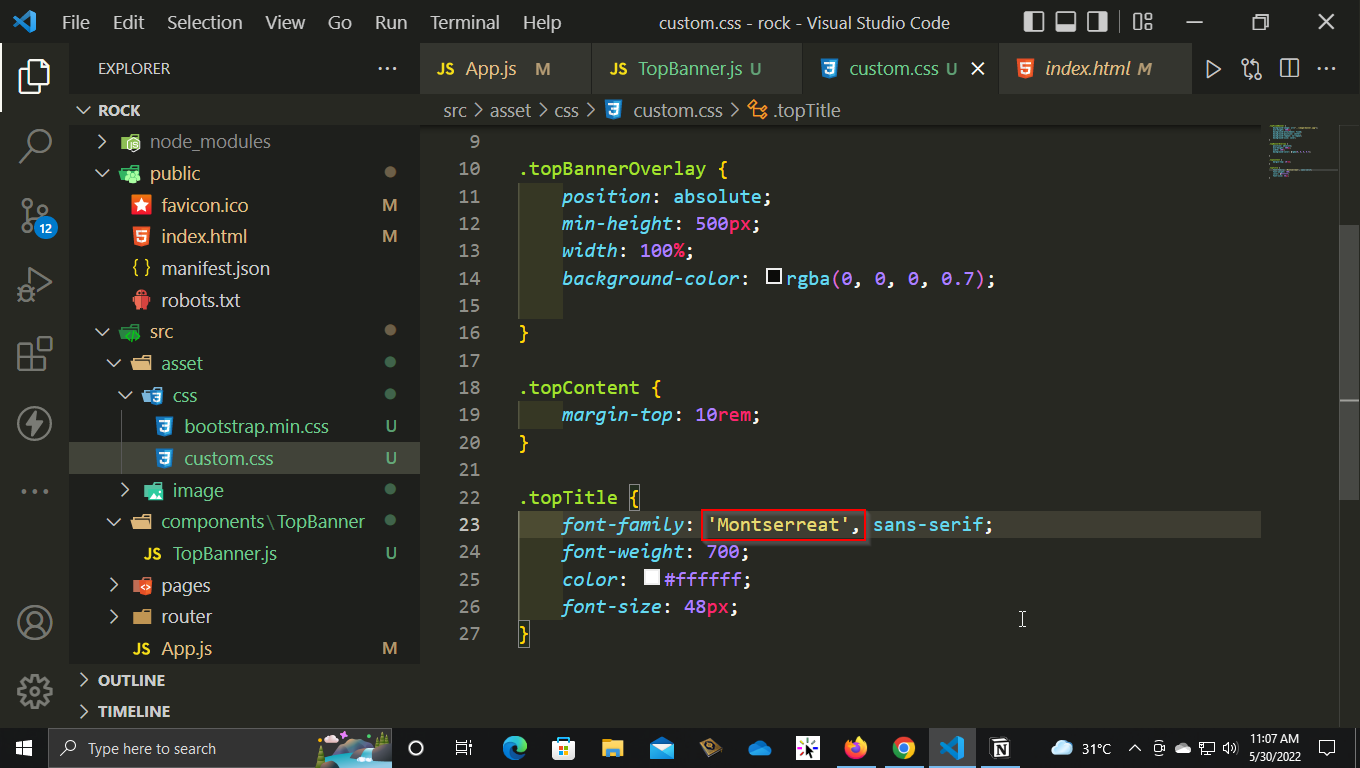 File Edit Selection View Go Run Terminal Help custom.css - rock - Visual Studio Code
EXPLORER
JS App.js M
JS TopBanner.js U
custom.css U
index.html M
ROCK
src > asset > css > custom.css > .topTitle
node_modules
public
favicon.ico M
index.html M
{ } manifest.json
robots.txt
src
asset
css
bootstrap.min.css U
custom.css U
image
components\TopBanner
JS TopBanner.js U
pages
router
JS App.js M
OUTLINE
TIMELINE
12
9
10 .topBannerOverlay {
11 position: absolute;
12 min-height: 500px;
13 width: 100%;
14 background-color: rgba(0, 0, 0, 0.7);
15
16 }
17
18 .topContent {
19 margin-top: 10rem;
20 }
21
22 .topTitle {
23 font-family: 'Montserreat', sans-serif;
24 font-weight: 700;
25 color: #ffffff;
26 font-size: 48px;
27 }
Type here to search
31°C
11:07 AM
5/30/2022